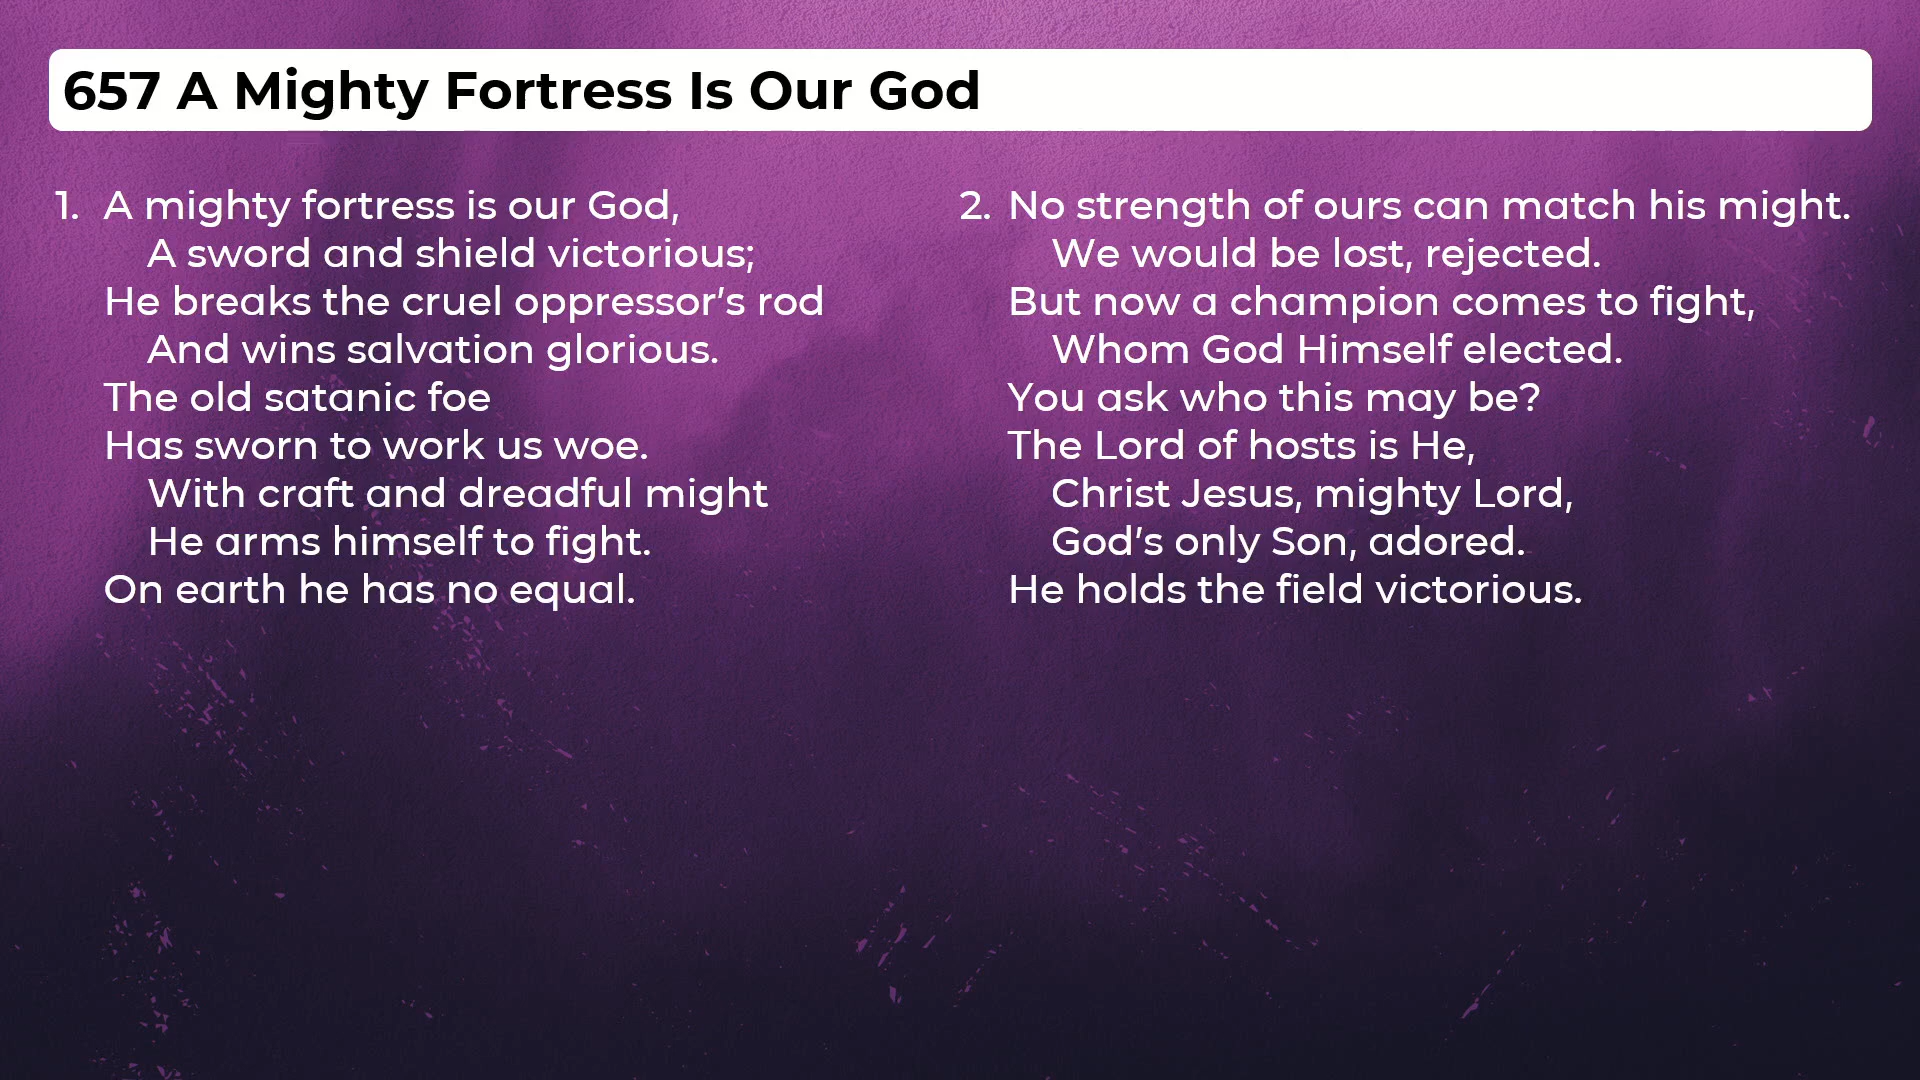 657 A Mighty Fortress Is Our God
1. A mighty fortress is our God,
A sword and shield victorious;
He breaks the cruel oppressor's rod
And wins salvation glorious.
The old satanic foe
Has sworn to work us woe.
With craft and dreadful might
He arms himself to fight.
On earth he has no equal.
2. No strength of ours can match his might.
We would be lost, rejected.
But now a champion comes to fight,
Whom God Himself elected.
You ask who this may be?
The Lord of hosts is He,
Christ Jesus, mighty Lord,
God's only Son, adored.
He holds the field victorious.